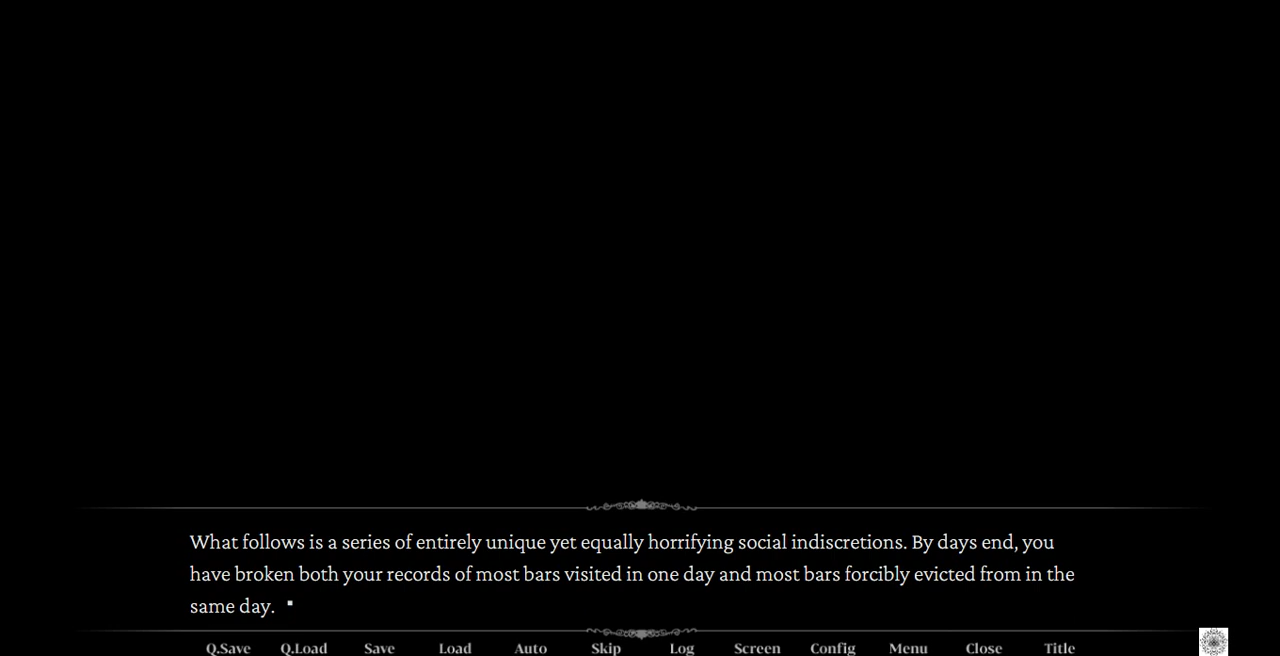 What follows is a series of entirely unique yet equally horrifying social indiscretions. By days end, you
have broken both your records of most bars visited in one day and most bars forcibly evicted from in the
same day.
Q.Save Q.Load Save Load Auto Skip Log Screen Config Menu Close Title